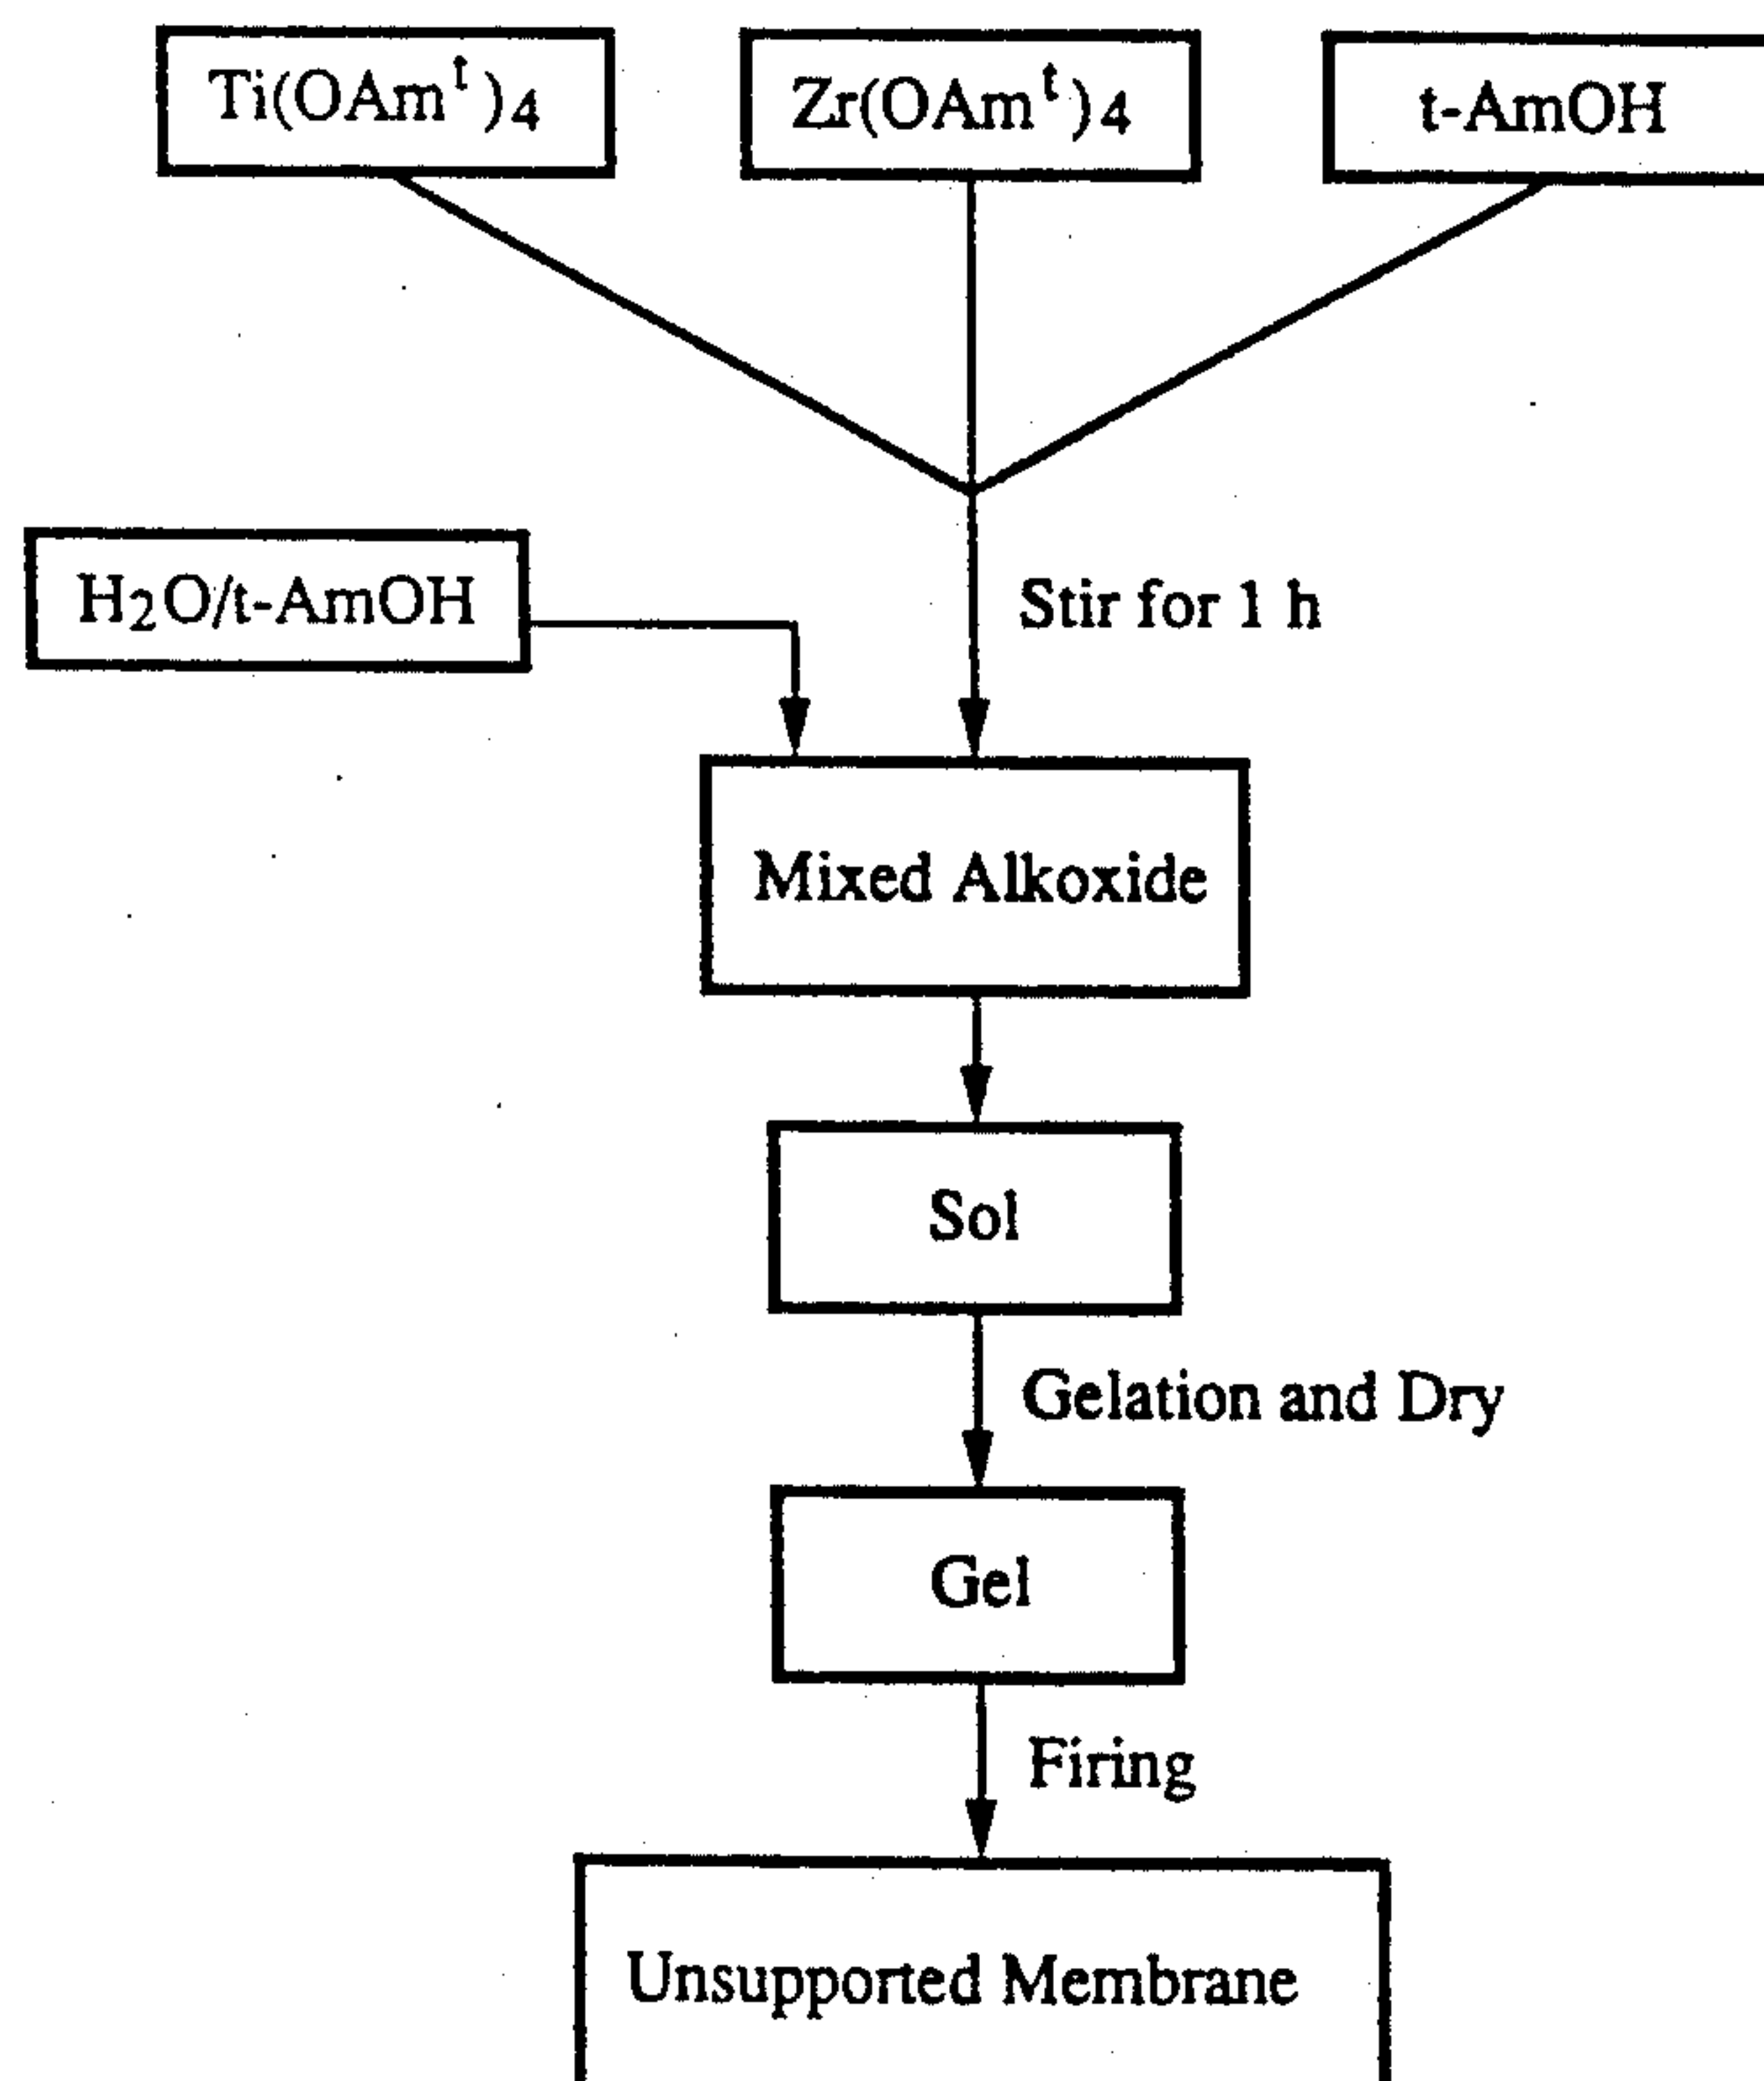 Ti(OAmᵗ)₄
Zr(OAmᵗ)₄
t-AmOH
H₂O/t-AmOH
Stir for 1 h
Mixed Alkoxide
Sol
Gelation and Dry
Gel
Firing
Unsupported Membrane